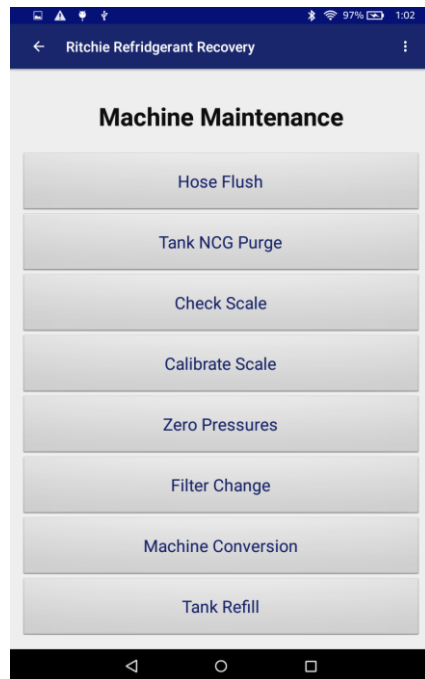 97% 1:02
Ritchie Refridgerant Recovery
Machine Maintenance
Hose Flush
Tank NCG Purge
Check Scale
Calibrate Scale
Zero Pressures
Filter Change
Machine Conversion
Tank Refill